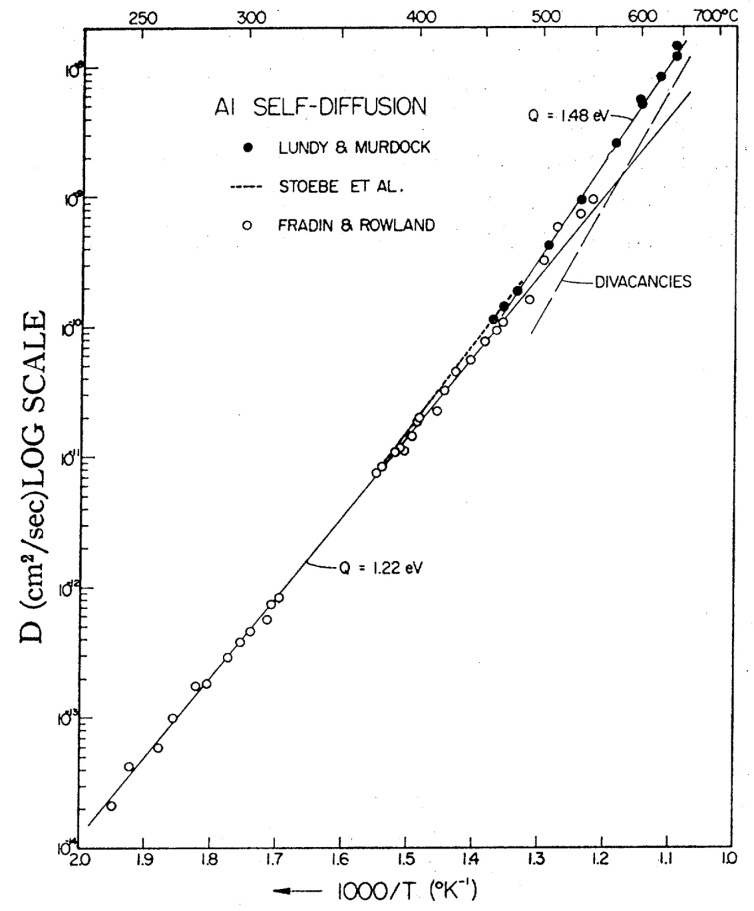 250 300 400 500 600 700°C
10⁻⁸
Al SELF-DIFFUSION
Q = 1.48 eV
LUNDY & MURDOCK
STOEBE ET AL.
10⁻⁹
FRADIN & ROWLAND
DIVACANCIES
10⁻¹⁰
D (cm²/sec) LOG SCALE
10⁻¹¹
Q = 1.22 eV
10⁻¹²
10⁻¹³
10⁻¹⁴
2.0 1.9 1.8 1.7 1.6 1.5 1.4 1.3 1.2 1.1 1.0
← 1000/T (°K⁻¹)